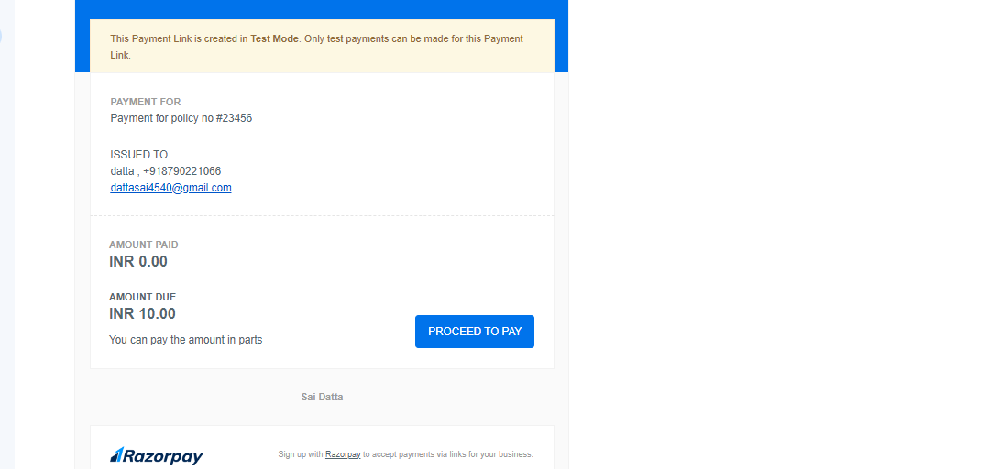 This Payment Link is created in Test Mode. Only test payments can be made for this Payment
Link.
PAYMENT FOR
Payment for policy no #23456
ISSUED TO
datta , +918790221066
dattasai4540@gmail.com
AMOUNT PAID
INR 0.00
AMOUNT DUE
INR 10.00
You can pay the amount in parts
PROCEED TO PAY
Sai Datta
Razorpay
Sign up with Razorpay to accept payments via links for your business.